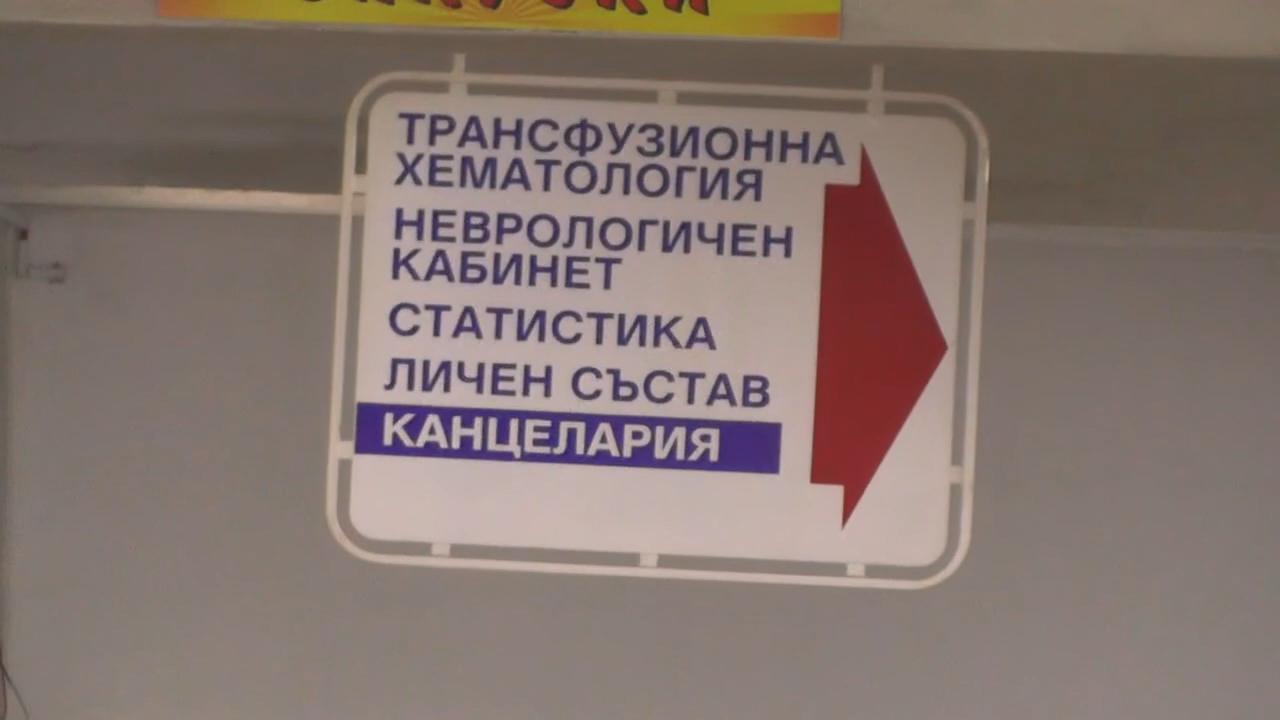 ТРАНСФУЗИОННА
ХЕМАТОЛОГИЯ
НЕВРОЛОГИЧЕН
КАБИНЕТ
СТАТИСТИКА
ЛИЧЕН СЪСТАВ
КАНЦЕЛАРИЯ